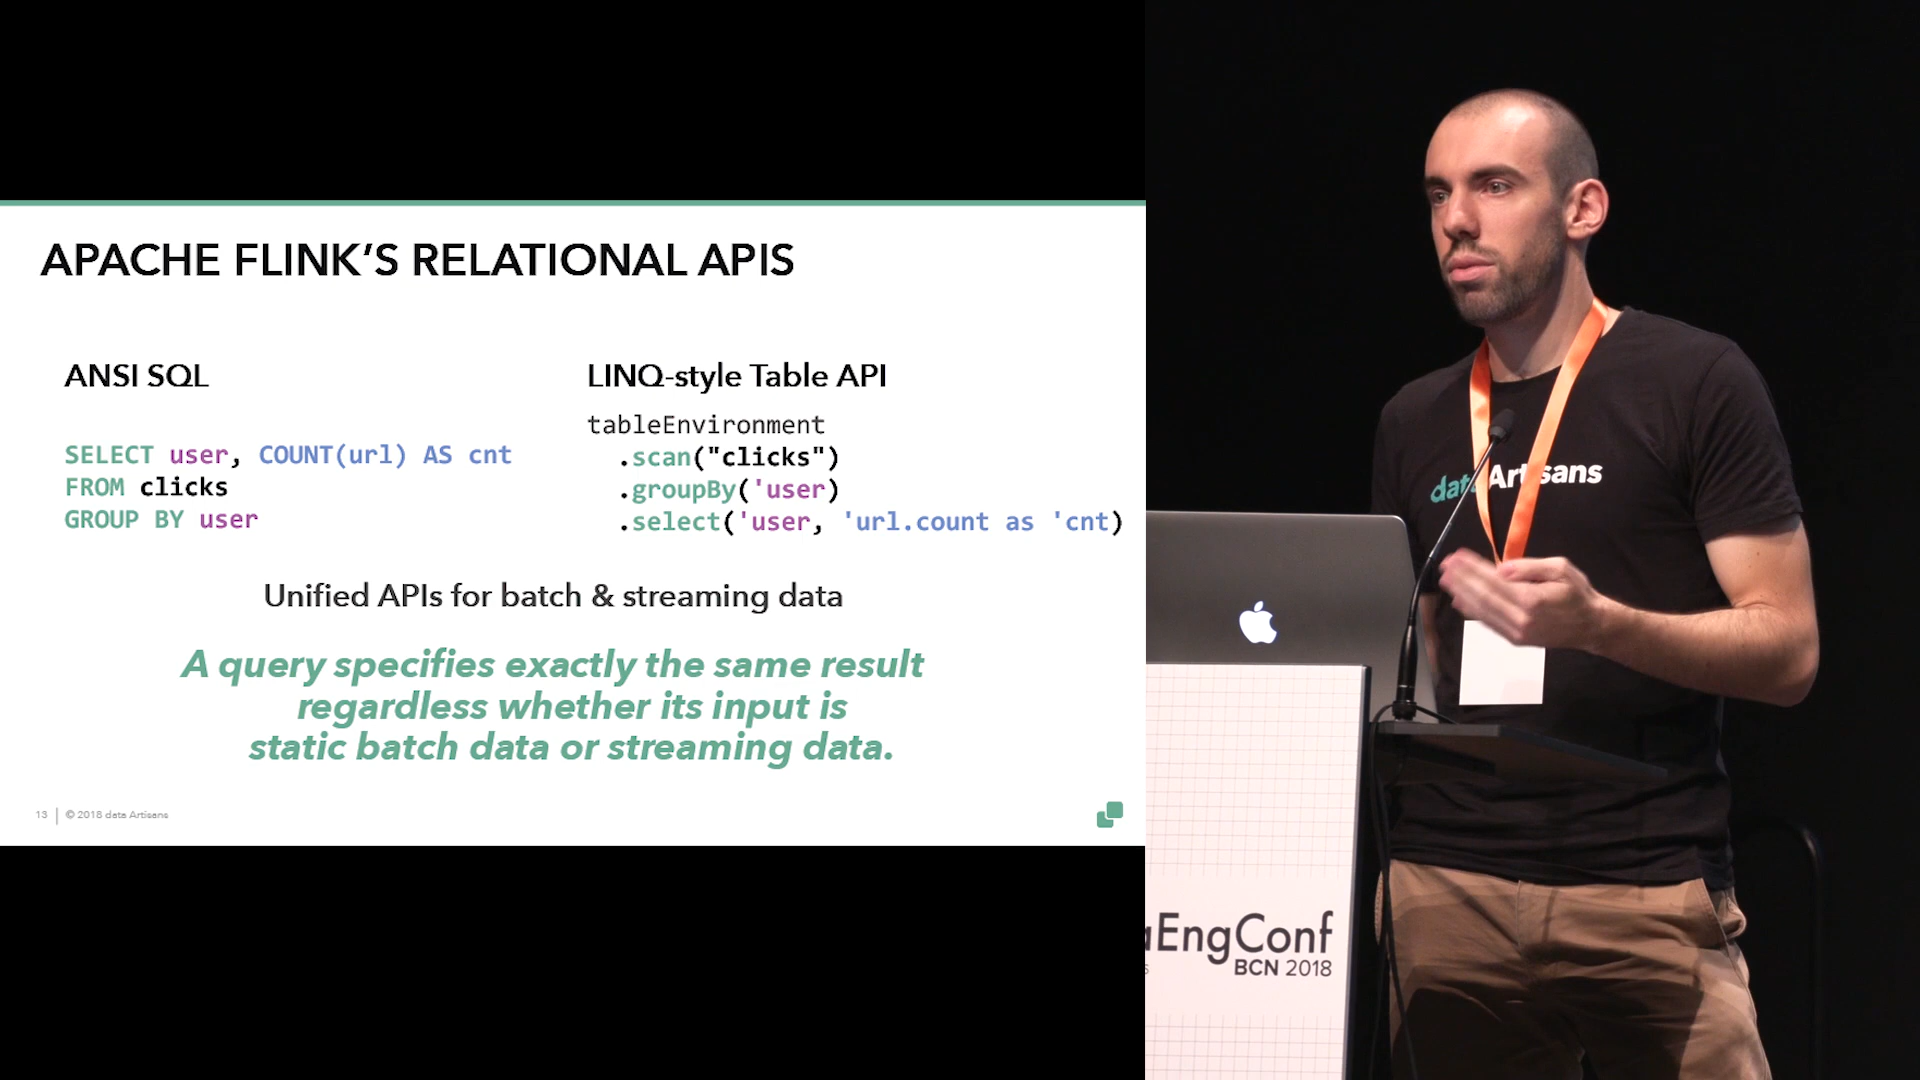 APACHE FLINK’S RELATIONAL APIS
ANSI SQL
SELECT user, COUNT(url) AS cnt
FROM clicks
GROUP BY user
LINQ-style Table API
tableEnvironment
.scan("clicks")
.groupBy('user)
.select('user, 'url.count as 'cnt)
Unified APIs for batch & streaming data
A query specifies exactly the same result
regardless whether its input is
static batch data or streaming data.
13 | © 2018 data Artisans
dataArtisans
aEngConf
BCN 2018